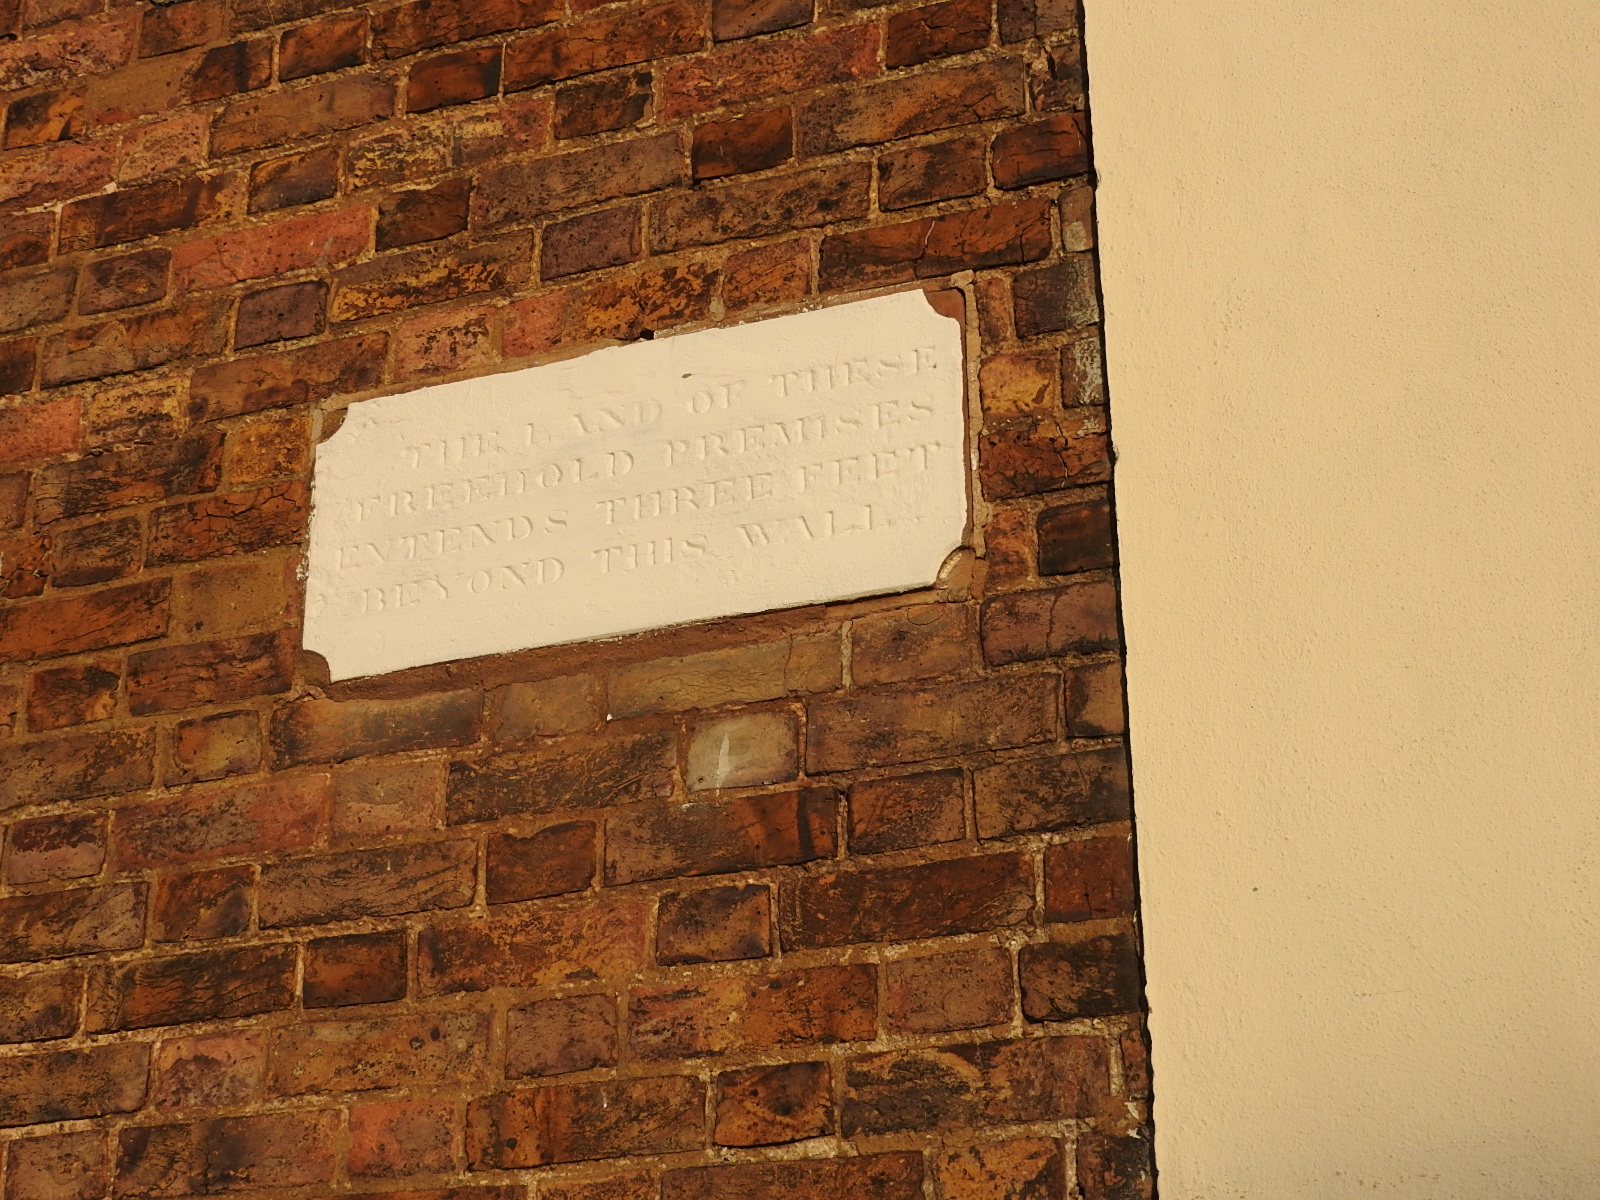 THE LAND OF THESE
FREEHOLD PREMISES
EXTENDS THREE FEET
BEYOND THIS WALL.